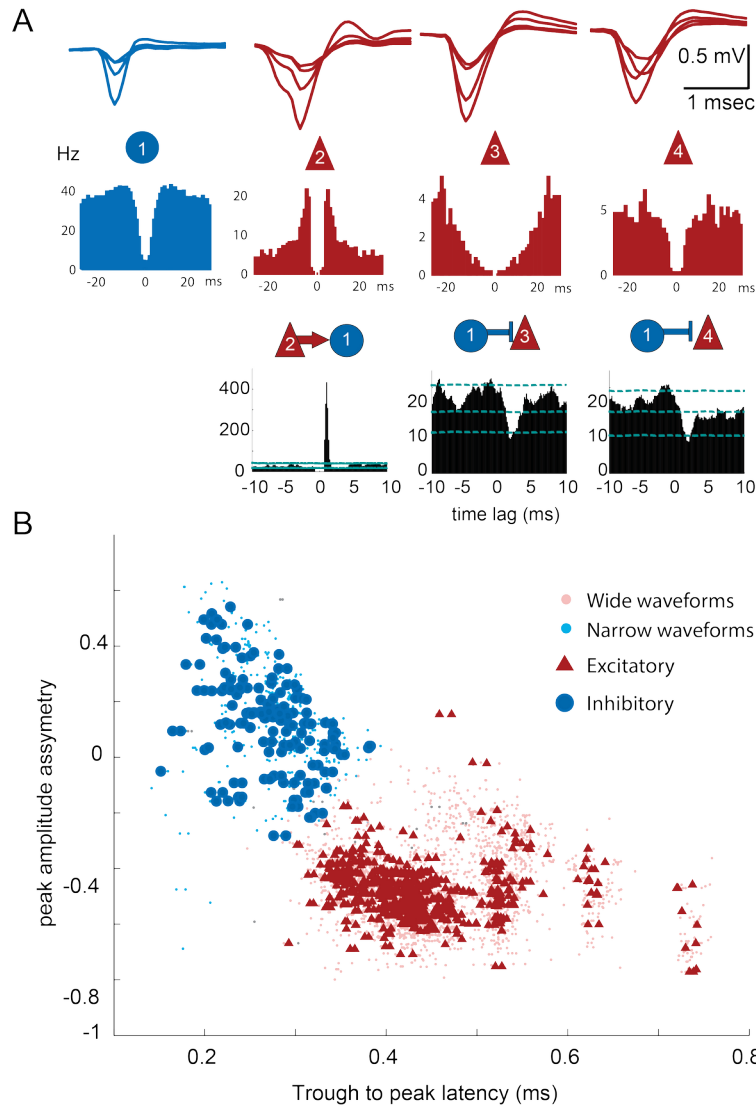 A
0.5 mV
1 msec
Hz
1
2
3
4
40
20
0
-20 0 20 ms
20
10
0
-20 0 20 ms
4
2
0
-20 0 20 ms
5
0
-20 0 20 ms
2 1
1 3
1 4
400
200
0
-10 -5 0 5 10
20
10
0
-10 -5 0 5 10
20
10
0
-10 -5 0 5 10
time lag (ms)
B
Wide waveforms
Narrow waveforms
Excitatory
Inhibitory
peak amplitude assymetry
0.4
0
-0.4
-0.8
-1
0.2 0.4 0.6 0.8
Trough to peak latency (ms)